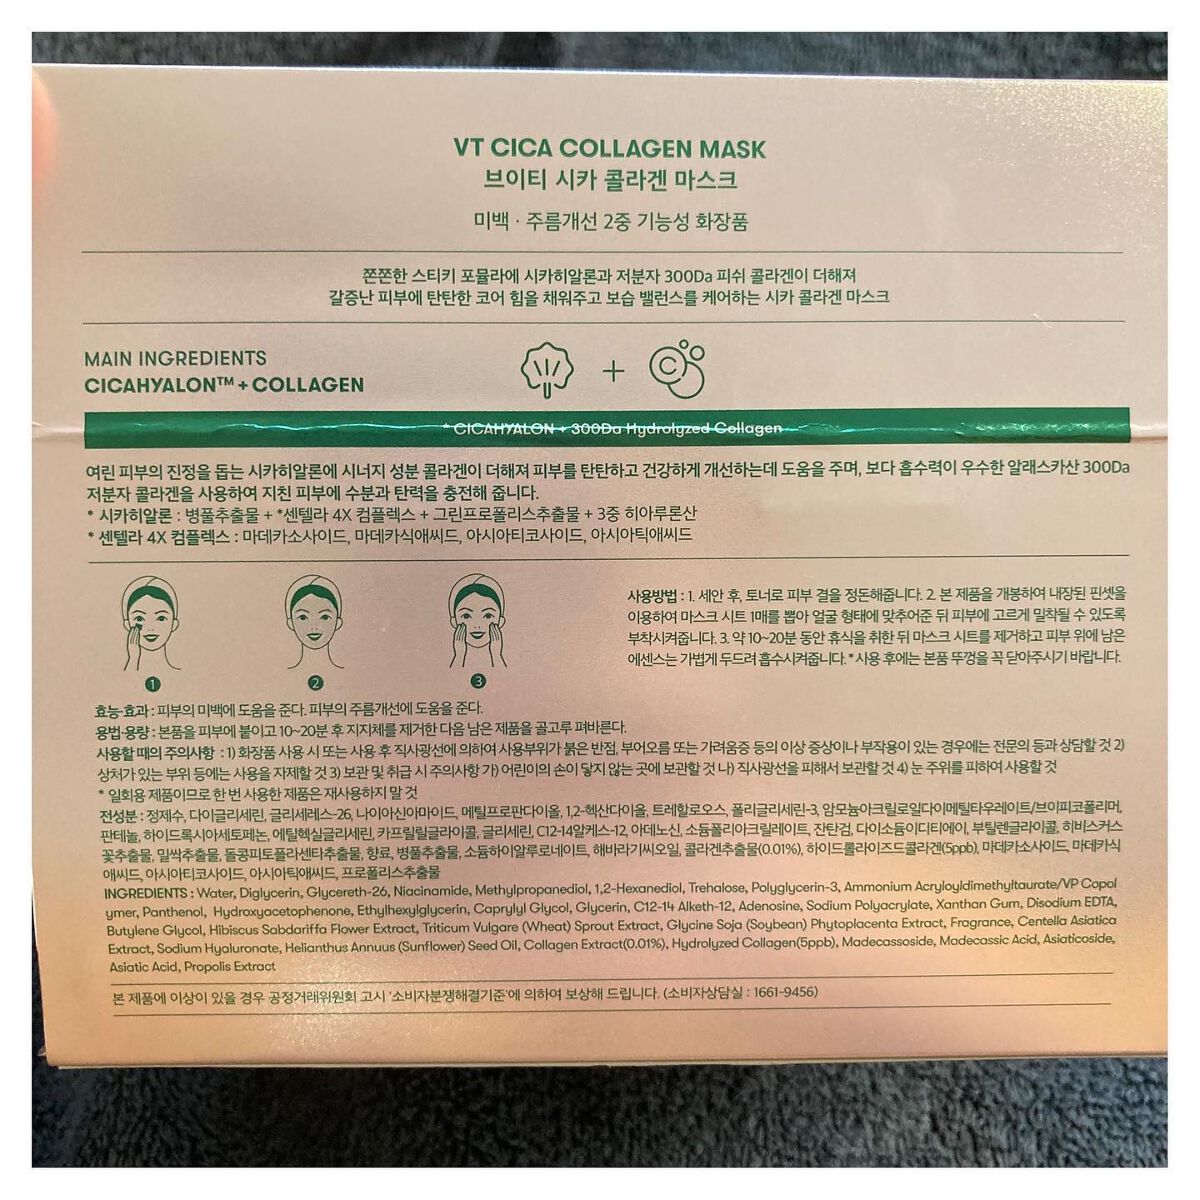 VT CICA COLLAGEN MASK
브이티 시카 콜라겐 마스크
미백 · 주름개선 2중 기능성 화장품
쫀쫀한 스티키 포뮬라에 시카히알론과 저분자 300Da 피쉬 콜라겐이 더해져
갈증난 피부에 탄탄한 코어 힘을 채워주고 보습 밸런스를 케어하는 시카 콜라겐 마스크
MAIN INGREDIENTS
CICAHYALON™ + COLLAGEN
* CICAHYALON + 300Da Hydrolyzed Collagen
여린 피부의 진정을 돕는 시카히알론에 시너지 성분 콜라겐이 더해져 피부를 탄탄하고 건강하게 개선하는데 도움을 주며, 보다 흡수력이 우수한 알래스카산 300Da
저분자 콜라겐을 사용하여 지친 피부에 수분과 탄력을 충전해 줍니다.
* 시카히알론 : 병풀추출물 + *센텔라 4X 컴플렉스 + 그린프로폴리스추출물 + 3중 히아루론산
* 센텔라 4X 컴플렉스 : 마데카소사이드, 마데카식애씨드, 아시아티코사이드, 아시아틱애씨드
사용방법 : 1. 세안 후, 토너로 피부 결을 정돈해줍니다. 2. 본 제품을 개봉하여 내장된 핀셋을
이용하여 마스크 시트 1매를 뽑아 얼굴 형태에 맞추어준 뒤 피부에 고르게 밀착될 수 있도록
부착시켜줍니다. 3. 약 10~20분 동안 휴식을 취한 뒤 마스크 시트를 제거하고 피부 위에 남은
에센스는 가볍게 두드려 흡수시켜줍니다. * 사용 후에는 본품 뚜껑을 꼭 닫아주시기 바랍니다.
1 2 3
효능·효과 : 피부의 미백에 도움을 준다. 피부의 주름개선에 도움을 준다.
용법·용량 : 본품을 피부에 붙이고 10~20분 후 지지체를 제거한 다음 남은 제품을 골고루 펴바른다.
사용할 때의 주의사항 : 1) 화장품 사용 시 또는 사용 후 직사광선에 의하여 사용부위가 붉은 반점, 부어오름 또는 가려움증 등의 이상 증상이나 부작용이 있는 경우에는 전문의 등과 상담할 것 2)
상처가 있는 부위 등에는 사용을 자제할 것 3) 보관 및 취급 시 주의사항 가) 어린이의 손이 닿지 않는 곳에 보관할 것 나) 직사광선을 피해서 보관할 것 4) 눈 주위를 피하여 사용할 것
* 일회용 제품이므로 한 번 사용한 제품은 재사용하지 말 것
전성분 : 정제수, 다이글리세린, 글리세레스-26, 나이아신아마이드, 메틸프로판다이올, 1,2-헥산다이올, 트레할로오스, 폴리글리세린-3, 암모늄아크릴로일다이메틸타우레이트/브이피코폴리머,
판테놀, 하이드록시아세토페논, 에틸헥실글리세린, 카프릴릴글라이콜, 글리세린, C12-14알케스-12, 아데노신, 소듐폴리아크릴레이트, 잔탄검, 다이소듐이디티에이, 부틸렌글라이콜, 히비스커스
꽃추출물, 밀싹추출물, 돌콩피토플라센타추출물, 향료, 병풀추출물, 소듐하이알루로네이트, 해바라기씨오일, 콜라겐추출물(0.01%), 하이드롤라이즈드콜라겐(5ppb), 마데카소사이드, 마데카식
애씨드, 아시아티코사이드, 아시아틱애씨드, 프로폴리스추출물
INGREDIENTS : Water, Diglycerin, Glycereth-26, Niacinamide, Methylpropanediol, 1,2-Hexanediol, Trehalose, Polyglycerin-3, Ammonium Acryloyldimethyltaurate/VP Copol
ymer, Panthenol, Hydroxyacetophenone, Ethylhexylglycerin, Caprylyl Glycol, Glycerin, C12-14 Alketh-12, Adenosine, Sodium Polyacrylate, Xanthan Gum, Disodium EDTA,
Butylene Glycol, Hibiscus Sabdariffa Flower Extract, Triticum Vulgare (Wheat) Sprout Extract, Glycine Soja (Soybean) Phytoplacenta Extract, Fragrance, Centella Asiatica
Extract, Sodium Hyaluronate, Helianthus Annuus (Sunflower) Seed Oil, Collagen Extract(0.01%), Hydrolyzed Collagen(5ppb), Madecassoside, Madecassic Acid, Asiaticoside,
Asiatic Acid, Propolis Extract
본 제품에 이상이 있을 경우 공정거래위원회 고시 '소비자분쟁해결기준'에 의하여 보상해 드립니다. (소비자상담실 : 1661-9456)